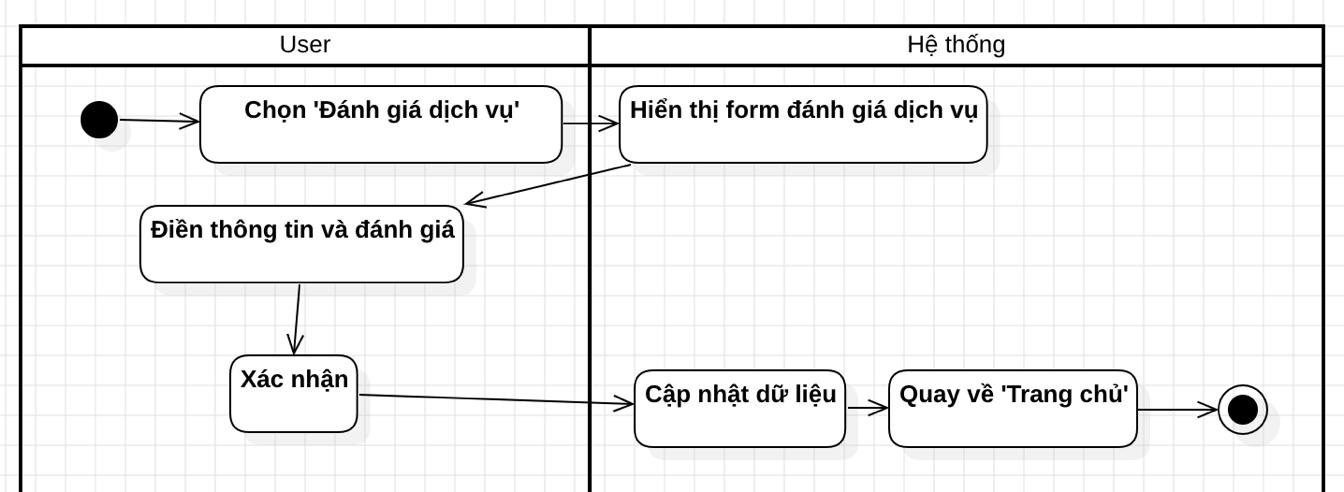 User
Hệ thống
Chọn 'Đánh giá dịch vụ'
Hiển thị form đánh giá dịch vụ
Điền thông tin và đánh giá
Xác nhận
Cập nhật dữ liệu
Quay về 'Trang chủ'